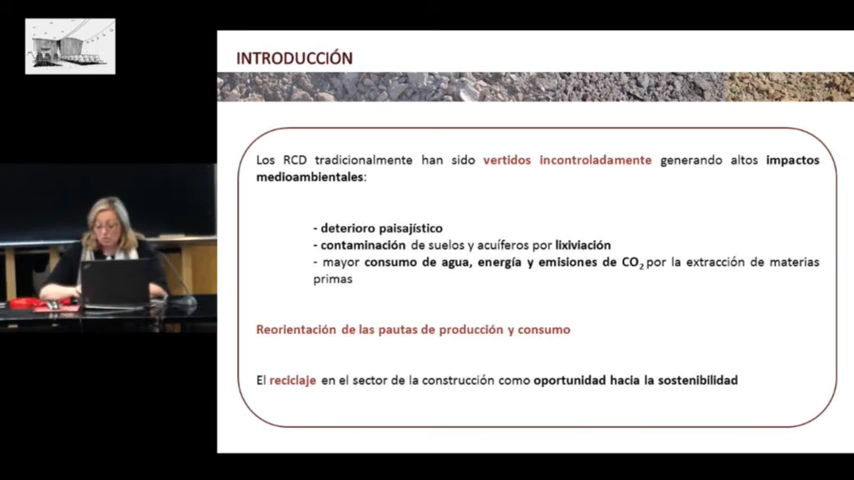 INTRODUCCIÓN
Los RCD tradicionalmente han sido vertidos incontroladamente generando altos impactos
medioambientales:
- deterioro paisajístico
- contaminación de suelos y acuíferos por lixiviación
- mayor consumo de agua, energía y emisiones de CO₂ por la extracción de materias
primas
Reorientación de las pautas de producción y consumo
El reciclaje en el sector de la construcción como oportunidad hacia la sostenibilidad